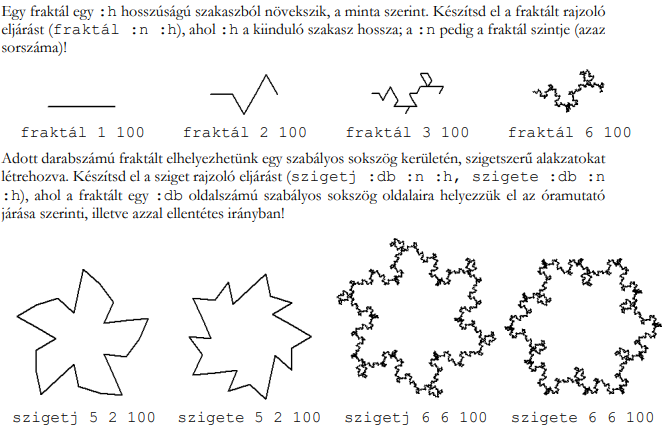 Egy fraktál egy :h hosszúságú szakaszból növekszik, a minta szerint. Készítsd el a fraktált rajzoló
eljárást (fraktál :n :h), ahol :h a kiinduló szakasz hossza; a :n pedig a fraktál szintje (azaz
sorszáma)!
fraktál 1 100 fraktál 2 100 fraktál 3 100 fraktál 6 100
Adott darabszámú fraktált elhelyezhetünk egy szabályos sokszög kerületén, szigetszerű alakzatokat
létrehozva. Készítsd el a sziget rajzoló eljárást (szigetj :db :n :h, szigete :db :n
:h), ahol a fraktált egy :db oldalszámú szabályos sokszög oldalaira helyezzük el az óramutató
járása szerinti, illetve azzal ellentétes irányban!
szigetj 5 2 100 szigete 5 2 100 szigetj 6 6 100 szigete 6 6 100